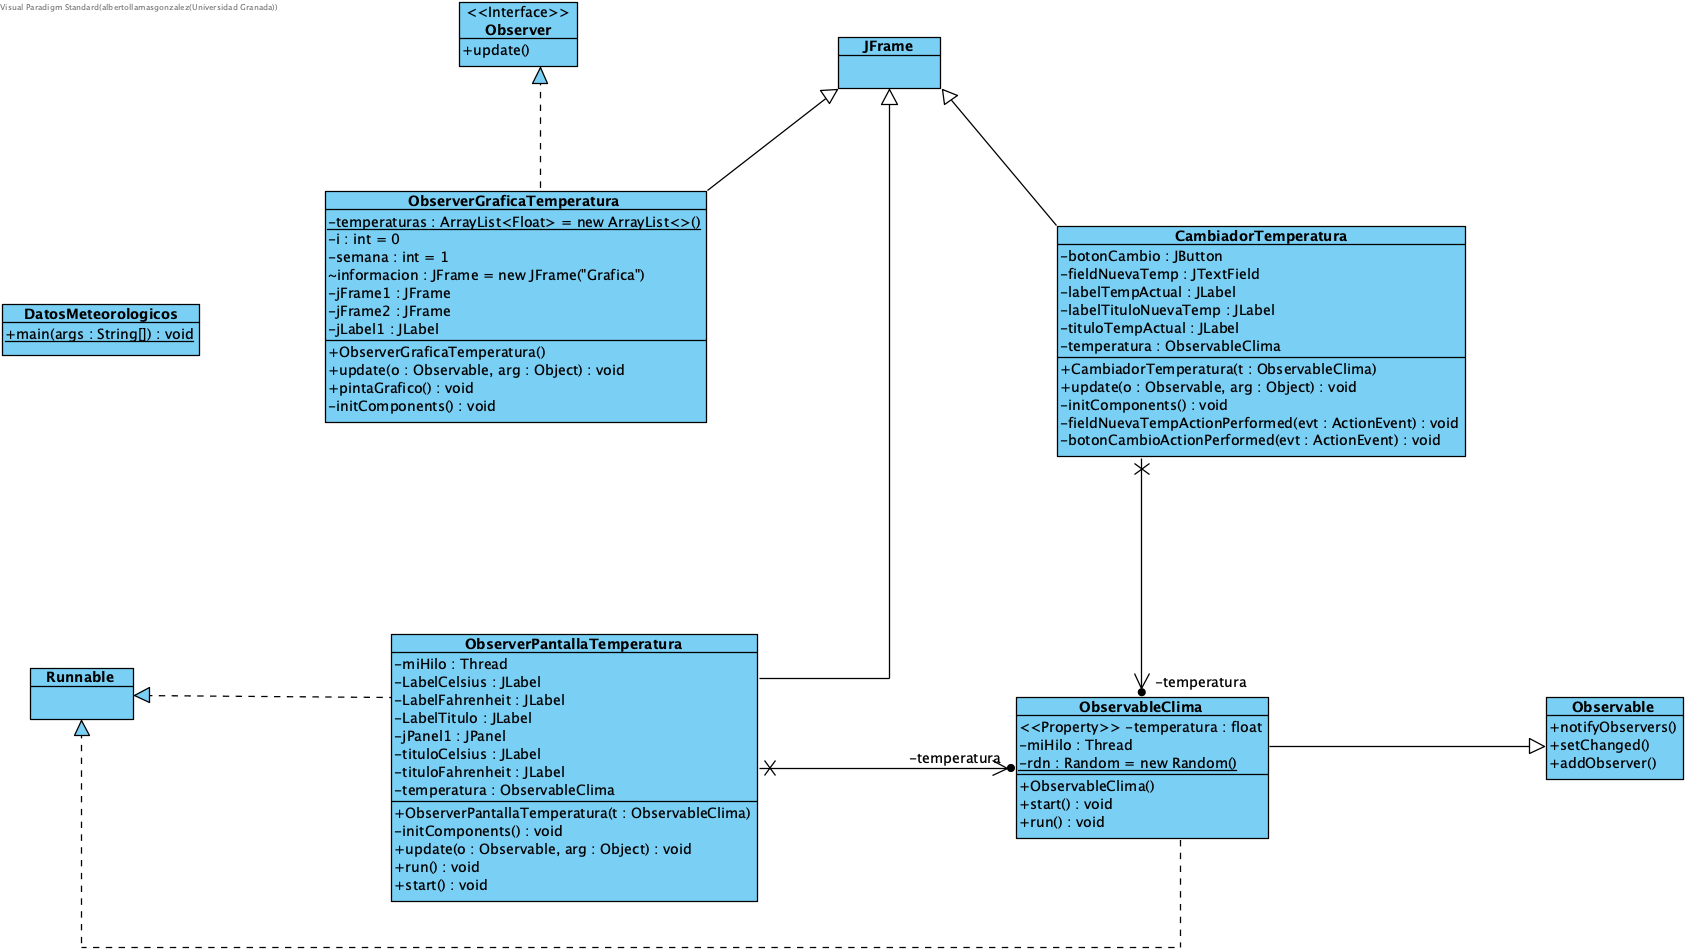 Visual Paradigm Standard(albertollamasgonzalez(Universidad Granada))
<<Interface>>
Observer
+update()
JFrame
ObserverGraficaTemperatura
-temperaturas : ArrayList<Float> = new ArrayList<>()
-i : int = 0
-semana : int = 1
~informacion : JFrame = new JFrame("Grafica")
-jFrame1 : JFrame
-jFrame2 : JFrame
-jLabel1 : JLabel
+ObserverGraficaTemperatura()
+update(o : Observable, arg : Object) : void
+pintaGrafico() : void
-initComponents() : void
CambiadorTemperatura
-botonCambio : JButton
-fieldNuevaTemp : JTextField
-labelTempActual : JLabel
-labelTituloNuevaTemp : JLabel
-tituloTempActual : JLabel
-temperatura : ObservableClima
+CambiadorTemperatura(t : ObservableClima)
+update(o : Observable, arg : Object) : void
-initComponents() : void
-fieldNuevaTempActionPerformed(evt : ActionEvent) : void
-botonCambioActionPerformed(evt : ActionEvent) : void
DatosMeteorologicos
+main(args : String[]) : void
Runnable
ObserverPantallaTemperatura
-miHilo : Thread
-LabelCelsius : JLabel
-LabelFahrenheit : JLabel
-LabelTitulo : JLabel
-jPanel1 : JPanel
-tituloCelsius : JLabel
-tituloFahrenheit : JLabel
-temperatura : ObservableClima
+ObserverPantallaTemperatura(t : ObservableClima)
-initComponents() : void
+update(o : Observable, arg : Object) : void
+run() : void
+start() : void
-temperatura
-temperatura
ObservableClima
<<Property>> -temperatura : float
-miHilo : Thread
-rdn : Random = new Random()
+ObservableClima()
+start() : void
+run() : void
Observable
+notifyObservers()
+setChanged()
+addObserver()